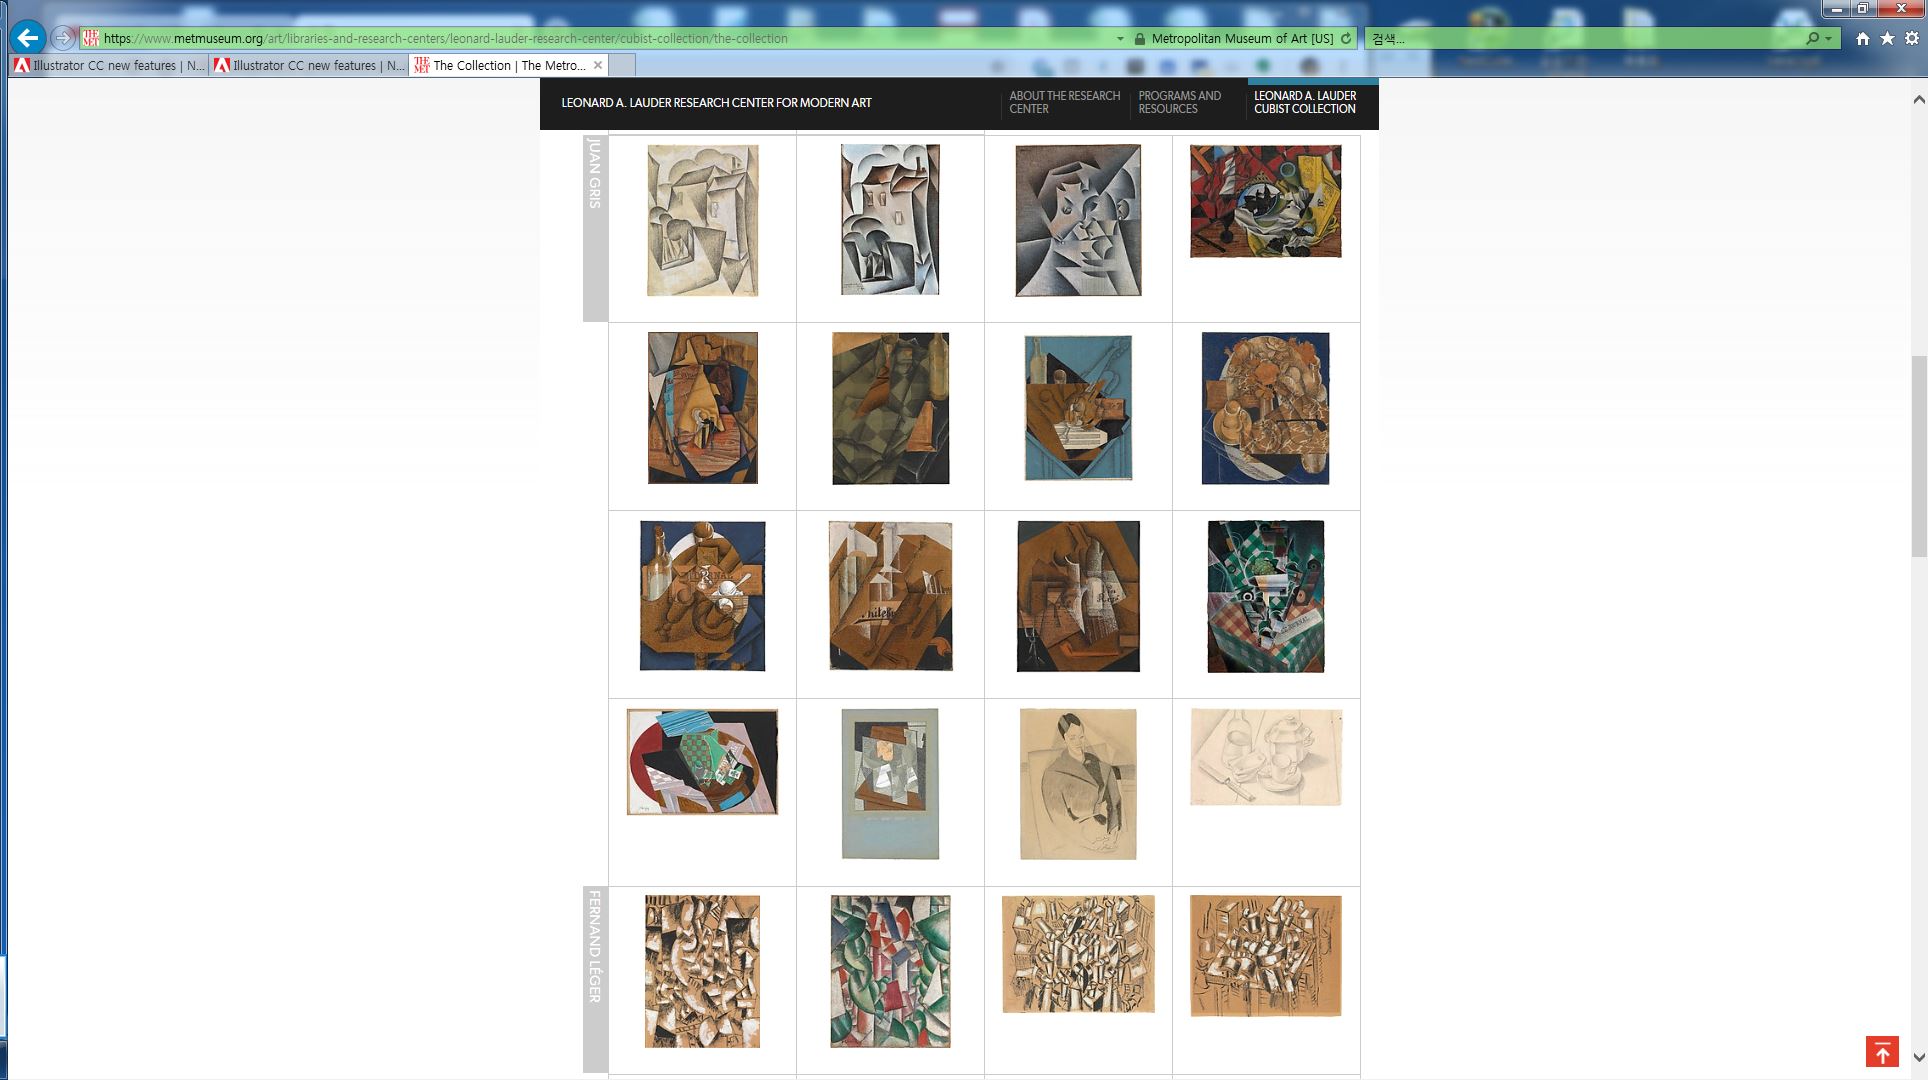 https://www.metmuseum.org/art/libraries-and-research-centers/leonard-lauder-research-center/cubist-collection/the-collection
Metropolitan Museum of Art [US]
검색...
Illustrator CC new features | N...
Illustrator CC new features | N...
THE MET
The Collection | The Metro...
LEONARD A. LAUDER RESEARCH CENTER FOR MODERN ART
ABOUT THE RESEARCH
CENTER
PROGRAMS AND
RESOURCES
LEONARD A. LAUDER
CUBIST COLLECTION
JUAN GRIS
FERNAND LÉGER